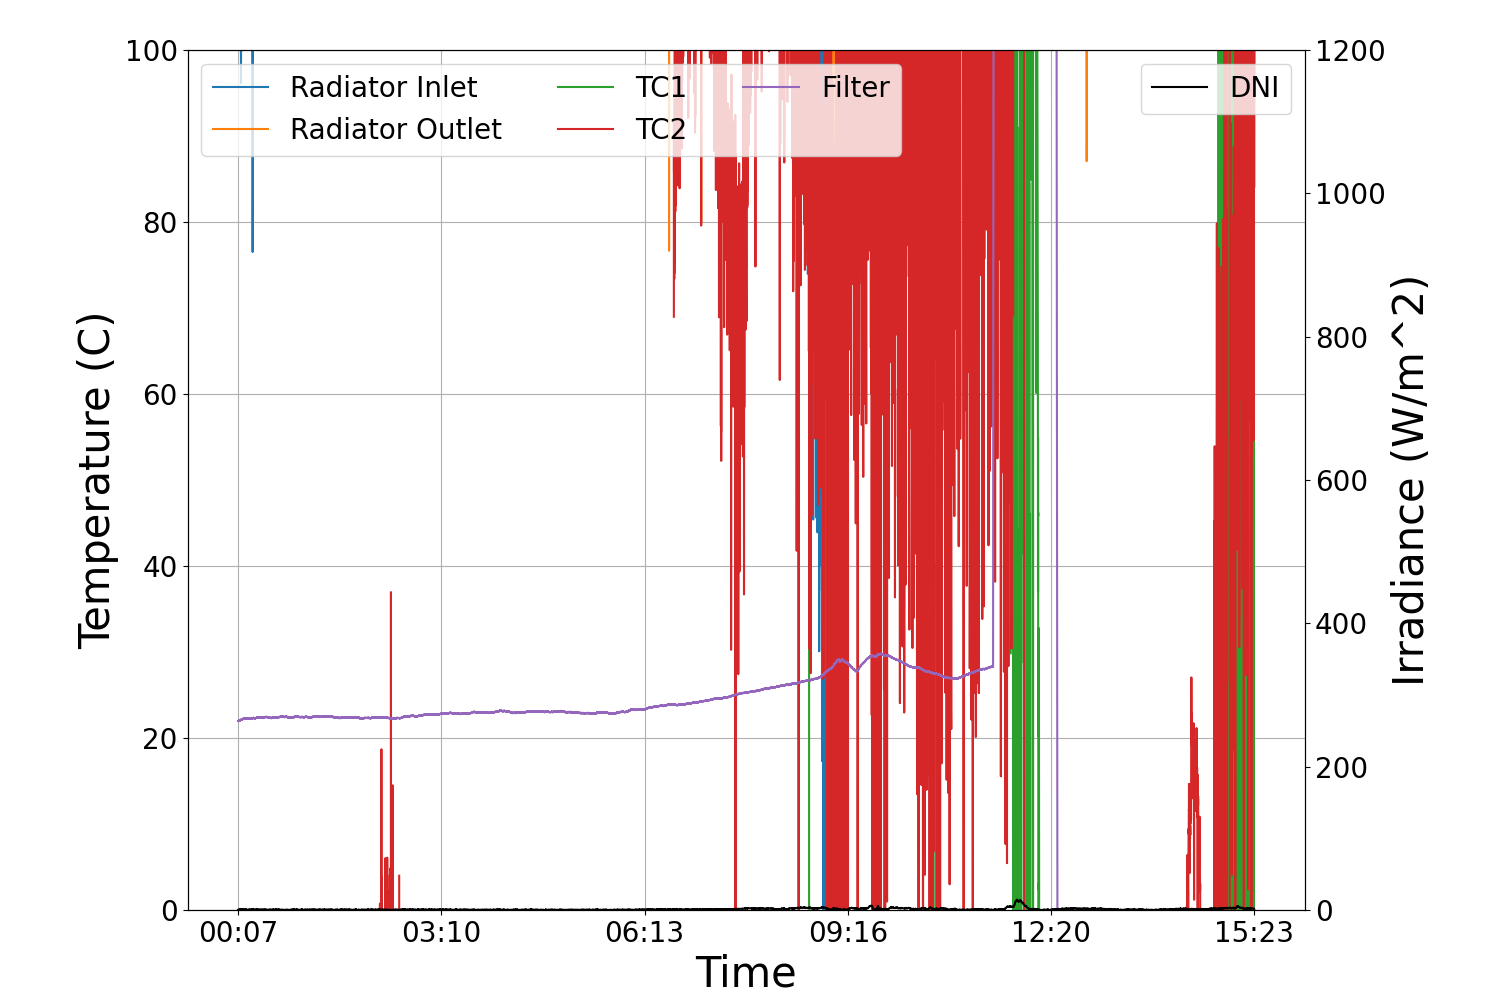 100
80
60
40
20
0
Temperature (C)
Radiator Inlet
Radiator Outlet
TC1
TC2
Filter
DNI
1200
1000
800
600
400
200
0
Irradiance (W/m^2)
00:07 03:10 06:13 09:16 12:20 15:23
Time